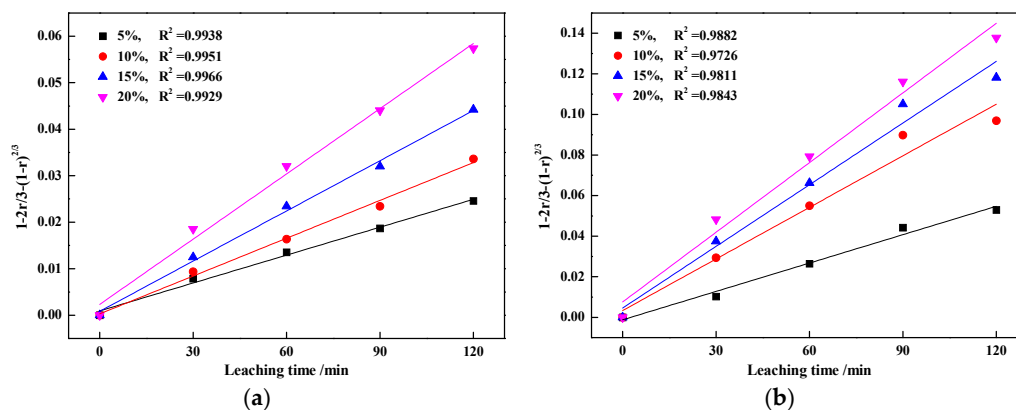 (a)
5%, R² =0.9938
10%, R² =0.9951
15%, R² =0.9966
20%, R² =0.9929
1-2r/3-(1-r)^2/3
0.06
0.05
0.04
0.03
0.02
0.01
0.00
0 30 60 90 120
Leaching time /min
(a)
(b)
5%, R² =0.9882
10%, R² =0.9726
15%, R² =0.9811
20%, R² =0.9843
1-2r/3-(1-r)^2/3
0.14
0.12
0.10
0.08
0.06
0.04
0.02
0.00
0 30 60 90 120
Leaching time /min
(b)